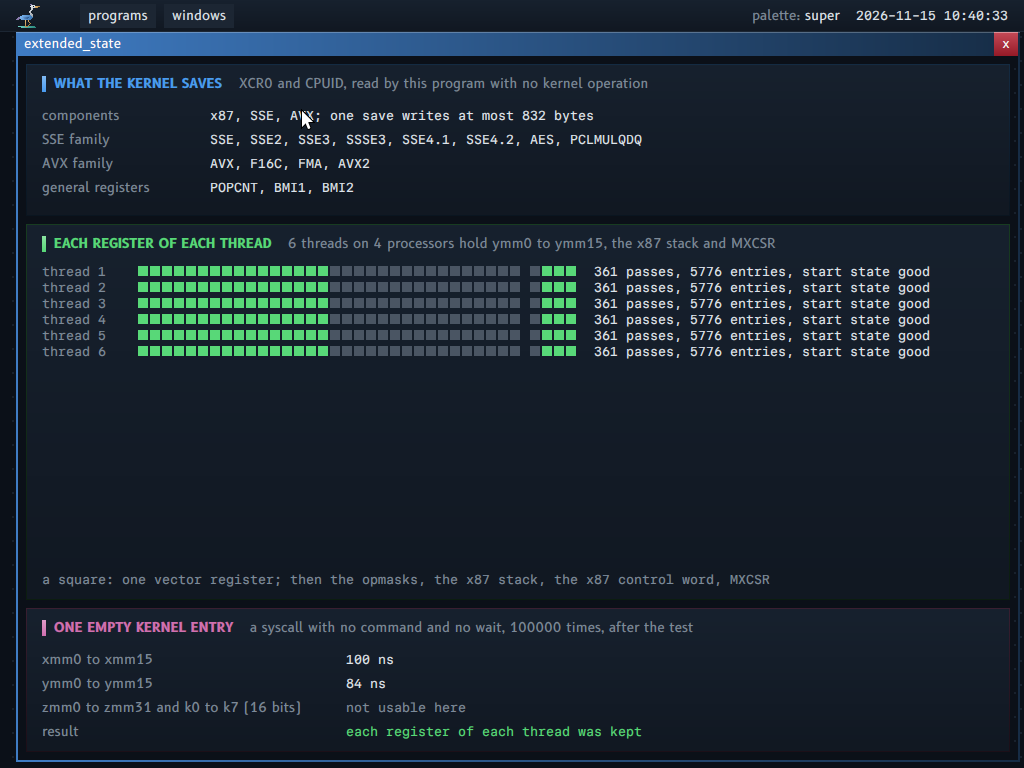 programs windows palette: super 2026-11-15 10:40:33
extended_state x
WHAT THE KERNEL SAVES XCR0 and CPUID, read by this program with no kernel operation
components x87, SSE, AVX; one save writes at most 832 bytes
SSE family SSE, SSE2, SSE3, SSSE3, SSE4.1, SSE4.2, AES, PCLMULQDQ
AVX family AVX, F16C, FMA, AVX2
general registers POPCNT, BMI1, BMI2
EACH REGISTER OF EACH THREAD 6 threads on 4 processors hold ymm0 to ymm15, the x87 stack and MXCSR
thread 1 361 passes, 5776 entries, start state good
thread 2 361 passes, 5776 entries, start state good
thread 3 361 passes, 5776 entries, start state good
thread 4 361 passes, 5776 entries, start state good
thread 5 361 passes, 5776 entries, start state good
thread 6 361 passes, 5776 entries, start state good
a square: one vector register; then the opmasks, the x87 stack, the x87 control word, MXCSR
ONE EMPTY KERNEL ENTRY a syscall with no command and no wait, 100000 times, after the test
xmm0 to xmm15 100 ns
ymm0 to ymm15 84 ns
zmm0 to zmm31 and k0 to k7 (16 bits) not usable here
result each register of each thread was kept